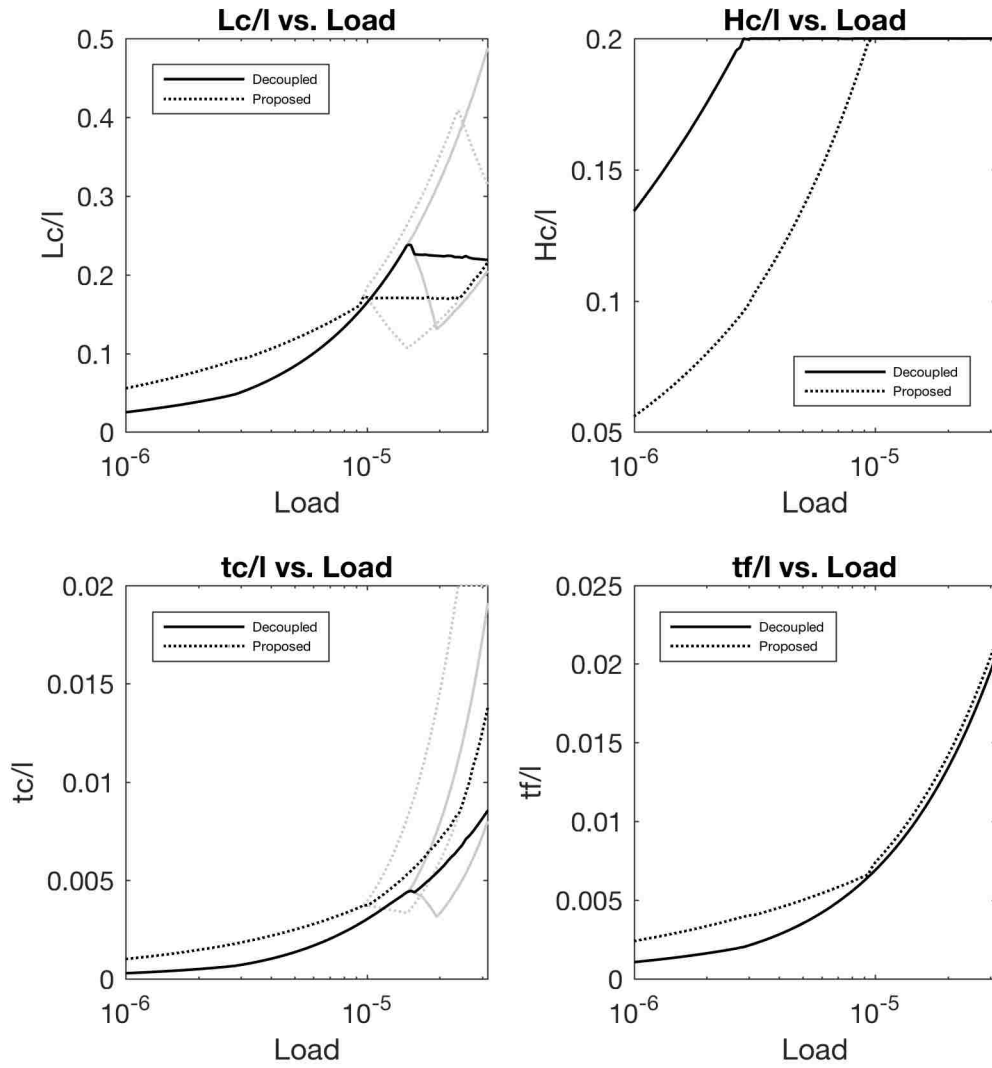 Lc/l vs. Load
0.5
0.4
0.3
0.2
0.1
0
Lc/l
Decoupled
Proposed
10^-6
10^-5
Load
Hc/l vs. Load
0.2
0.15
0.1
0.05
Hc/l
Decoupled
Proposed
10^-6
10^-5
Load
tc/l vs. Load
0.02
0.015
0.01
0.005
0
tc/l
Decoupled
Proposed
10^-6
10^-5
Load
tf/l vs. Load
0.025
0.02
0.015
0.01
0.005
0
tf/l
Decoupled
Proposed
10^-6
10^-5
Load